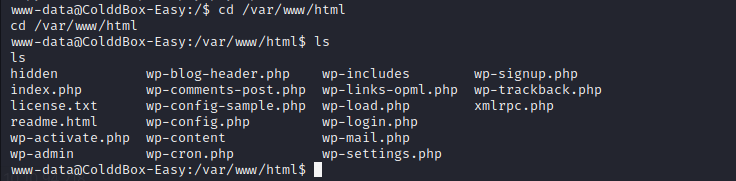 www-data@ColddBox-Easy:/$ cd /var/www/html
cd /var/www/html
www-data@ColddBox-Easy:/var/www/html$ ls
ls
hidden wp-blog-header.php wp-includes wp-signup.php
index.php wp-comments-post.php wp-links-opml.php wp-trackback.php
license.txt wp-config-sample.php wp-load.php xmlrpc.php
readme.html wp-config.php wp-login.php
wp-activate.php wp-content wp-mail.php
wp-admin wp-cron.php wp-settings.php
www-data@ColddBox-Easy:/var/www/html$